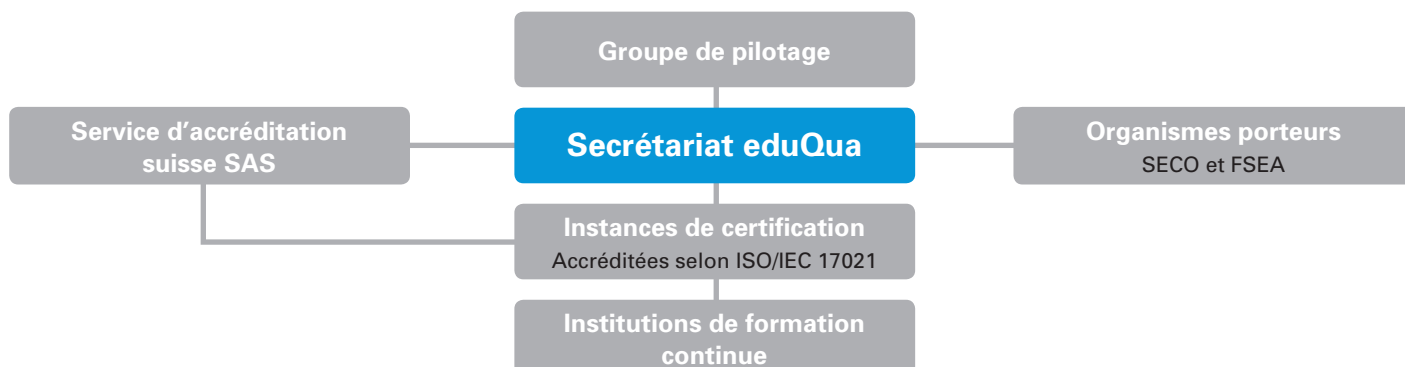 Groupe de pilotage
Service d’accréditation
suisse SAS
Secrétariat eduQua
Organismes porteurs
SECO et FSEA
Instances de certification
Accréditées selon ISO/IEC 17021
Institutions de formation
continue